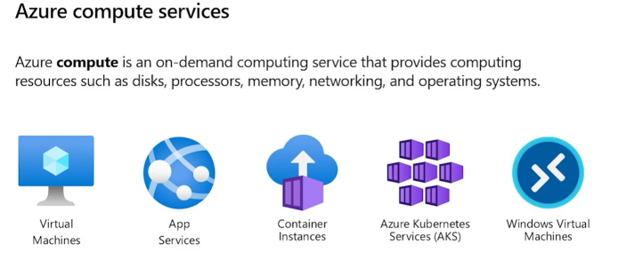 Azure compute services
Azure compute is an on-demand computing service that provides computing
resources such as disks, processors, memory, networking, and operating systems.
Virtual
Machines
App
Services
Container
Instances
Azure Kubernetes
Services (AKS)
Windows Virtual
Machines